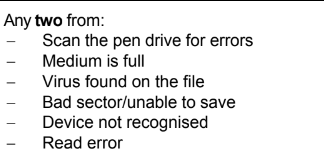 Any two from:
– Scan the pen drive for errors
– Medium is full
– Virus found on the file
– Bad sector/unable to save
– Device not recognised
– Read error